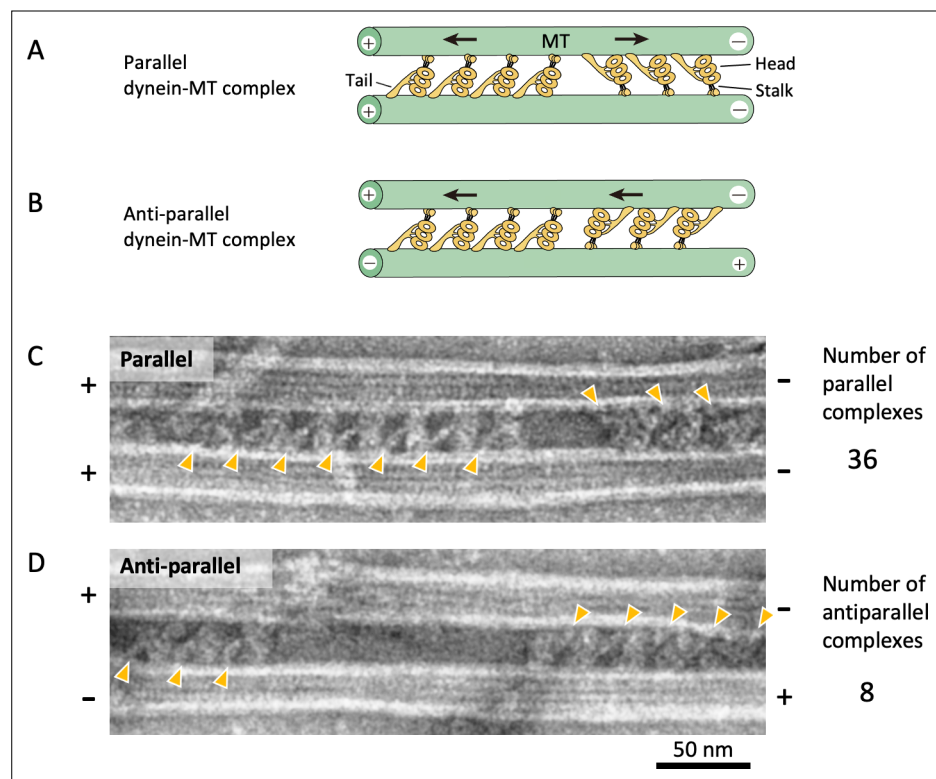 A
Parallel
dynein-MT complex
+
MT
−
Tail
Head
Stalk
+
−
B
Anti-parallel
dynein-MT complex
+
−
−
+
C
Parallel
+
−
+
−
Number of
parallel
complexes
36
D
Anti-parallel
+
−
−
+
Number of
antiparallel
complexes
8
50 nm